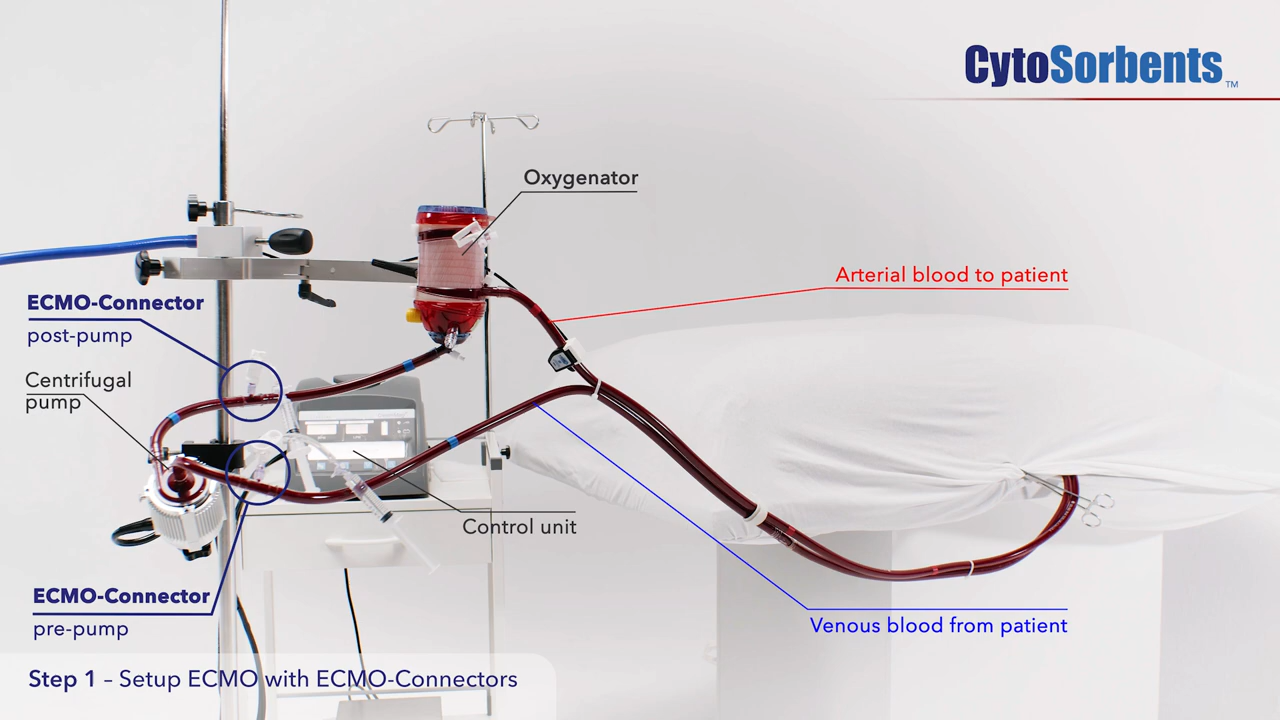 CytoSorbents™
Oxygenator
Arterial blood to patient
ECMO-Connector
post-pump
Centrifugal
pump
Control unit
ECMO-Connector
pre-pump
Venous blood from patient
Step 1 – Setup ECMO with ECMO-Connectors